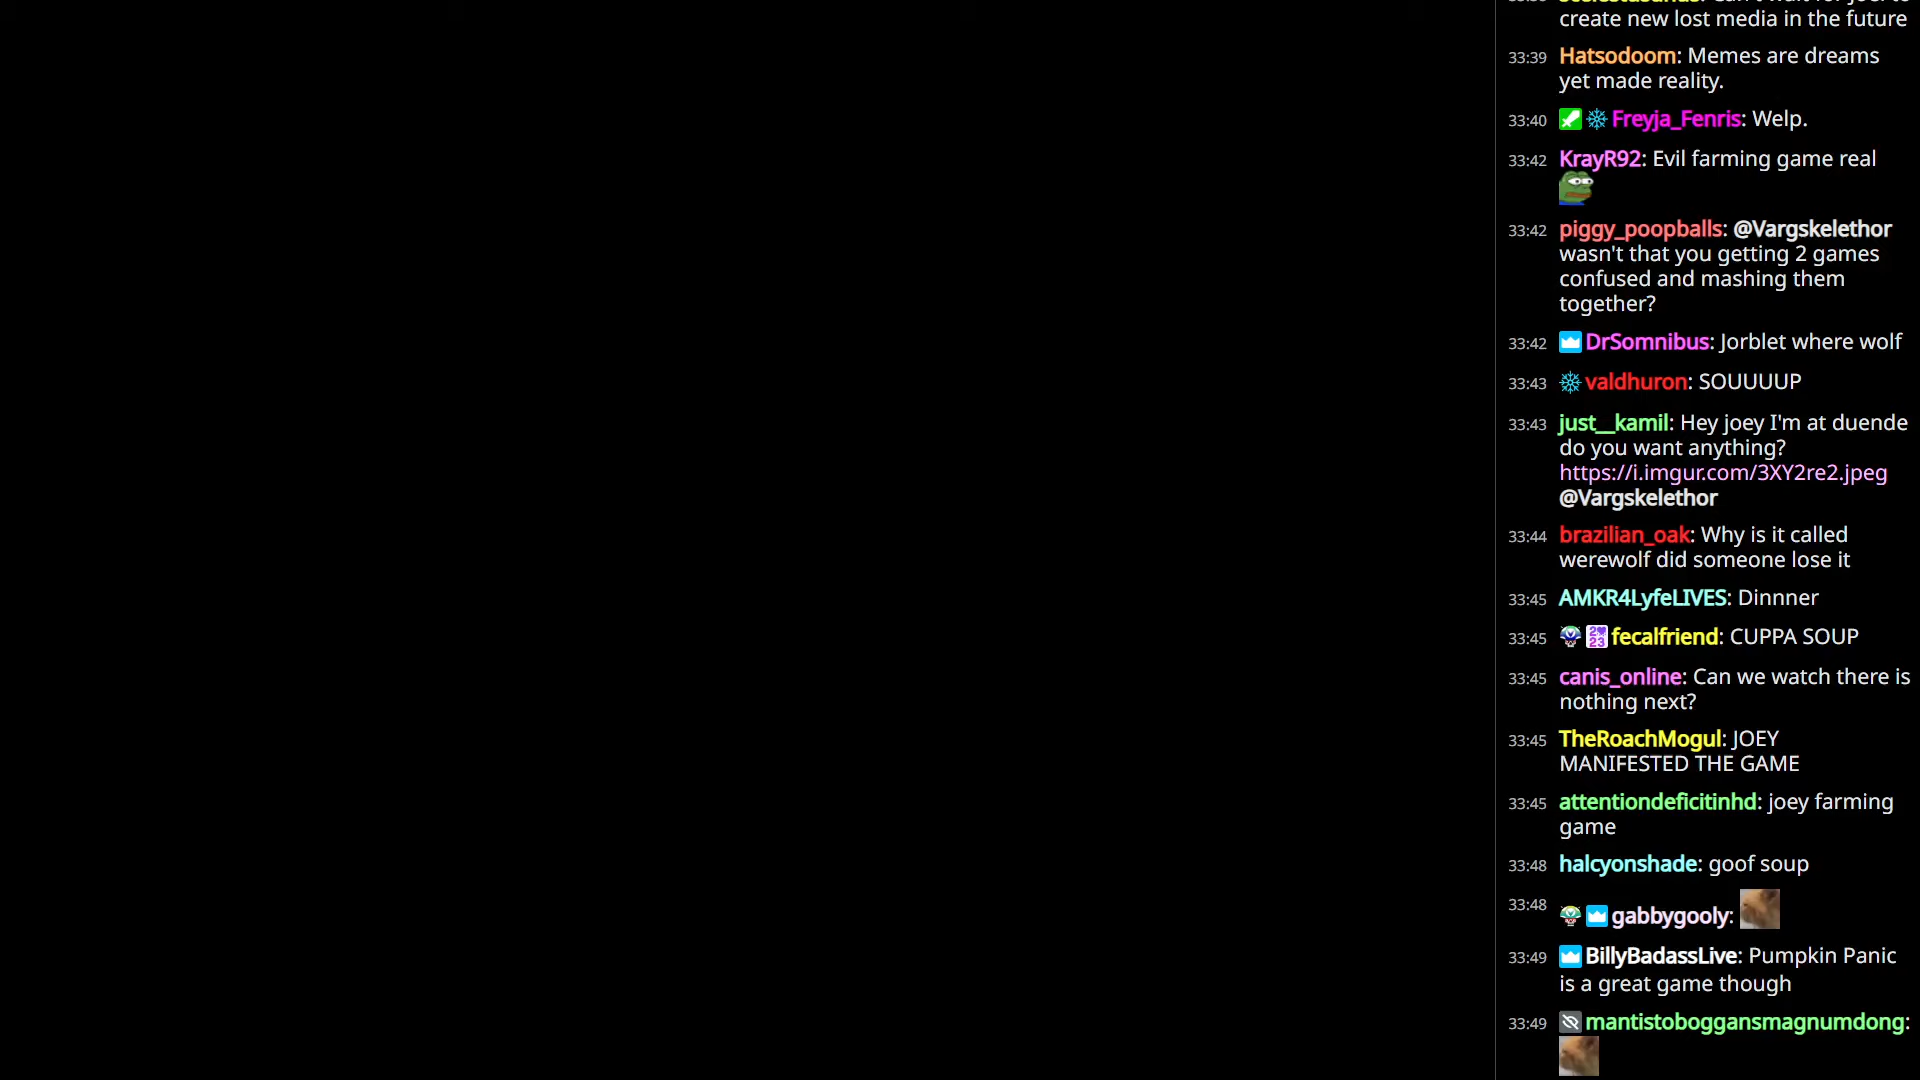 create new lost media in the future
33:39 Hatsodoom: Memes are dreams
yet made reality.
33:40 Freyja_Fenris: Welp.
33:42 KrayR92: Evil farming game real
33:42 piggy_poopballs: @Vargskelethor
wasn't that you getting 2 games
confused and mashing them
together?
33:42 DrSomnibus: Jorblet where wolf
33:43 valdhuron: SOUUUUP
33:43 just__kamil: Hey joey I'm at duende
do you want anything?
https://i.imgur.com/3XY2re2.jpeg
@Vargskelethor
33:44 brazilian_oak: Why is it called
werewolf did someone lose it
33:45 AMKR4LyfeLIVES: Dinnner
33:45 fecalfriend: CUPPA SOUP
33:45 canis_online: Can we watch there is
nothing next?
33:45 TheRoachMogul: JOEY
MANIFESTED THE GAME
33:45 attentiondeficitinhd: joey farming
game
33:48 halcyonshade: goof soup
33:48 gabbygooly:
33:49 BillyBadassLive: Pumpkin Panic
is a great game though
33:49 mantistoboggansmagnumdong: